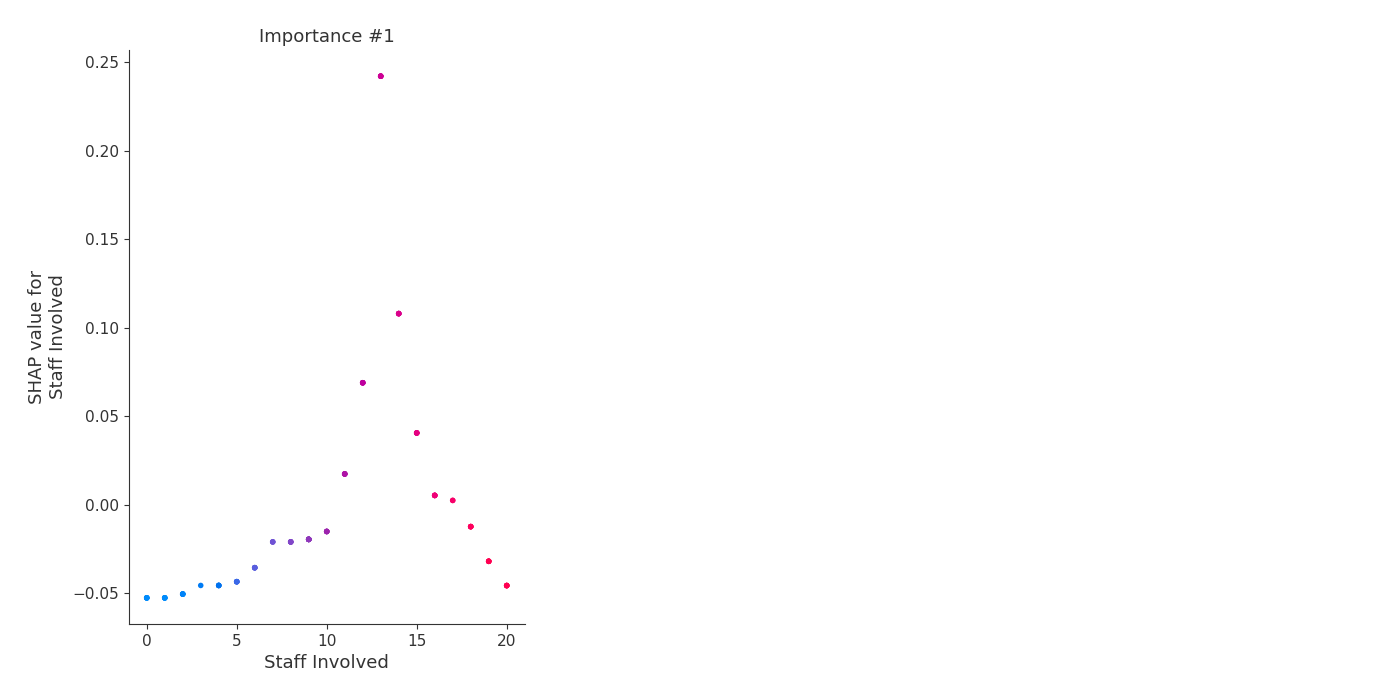 Importance #1
0.25
0.20
0.15
0.10
0.05
0.00
−0.05
SHAP value for
Staff Involved
0 5 10 15 20
Staff Involved